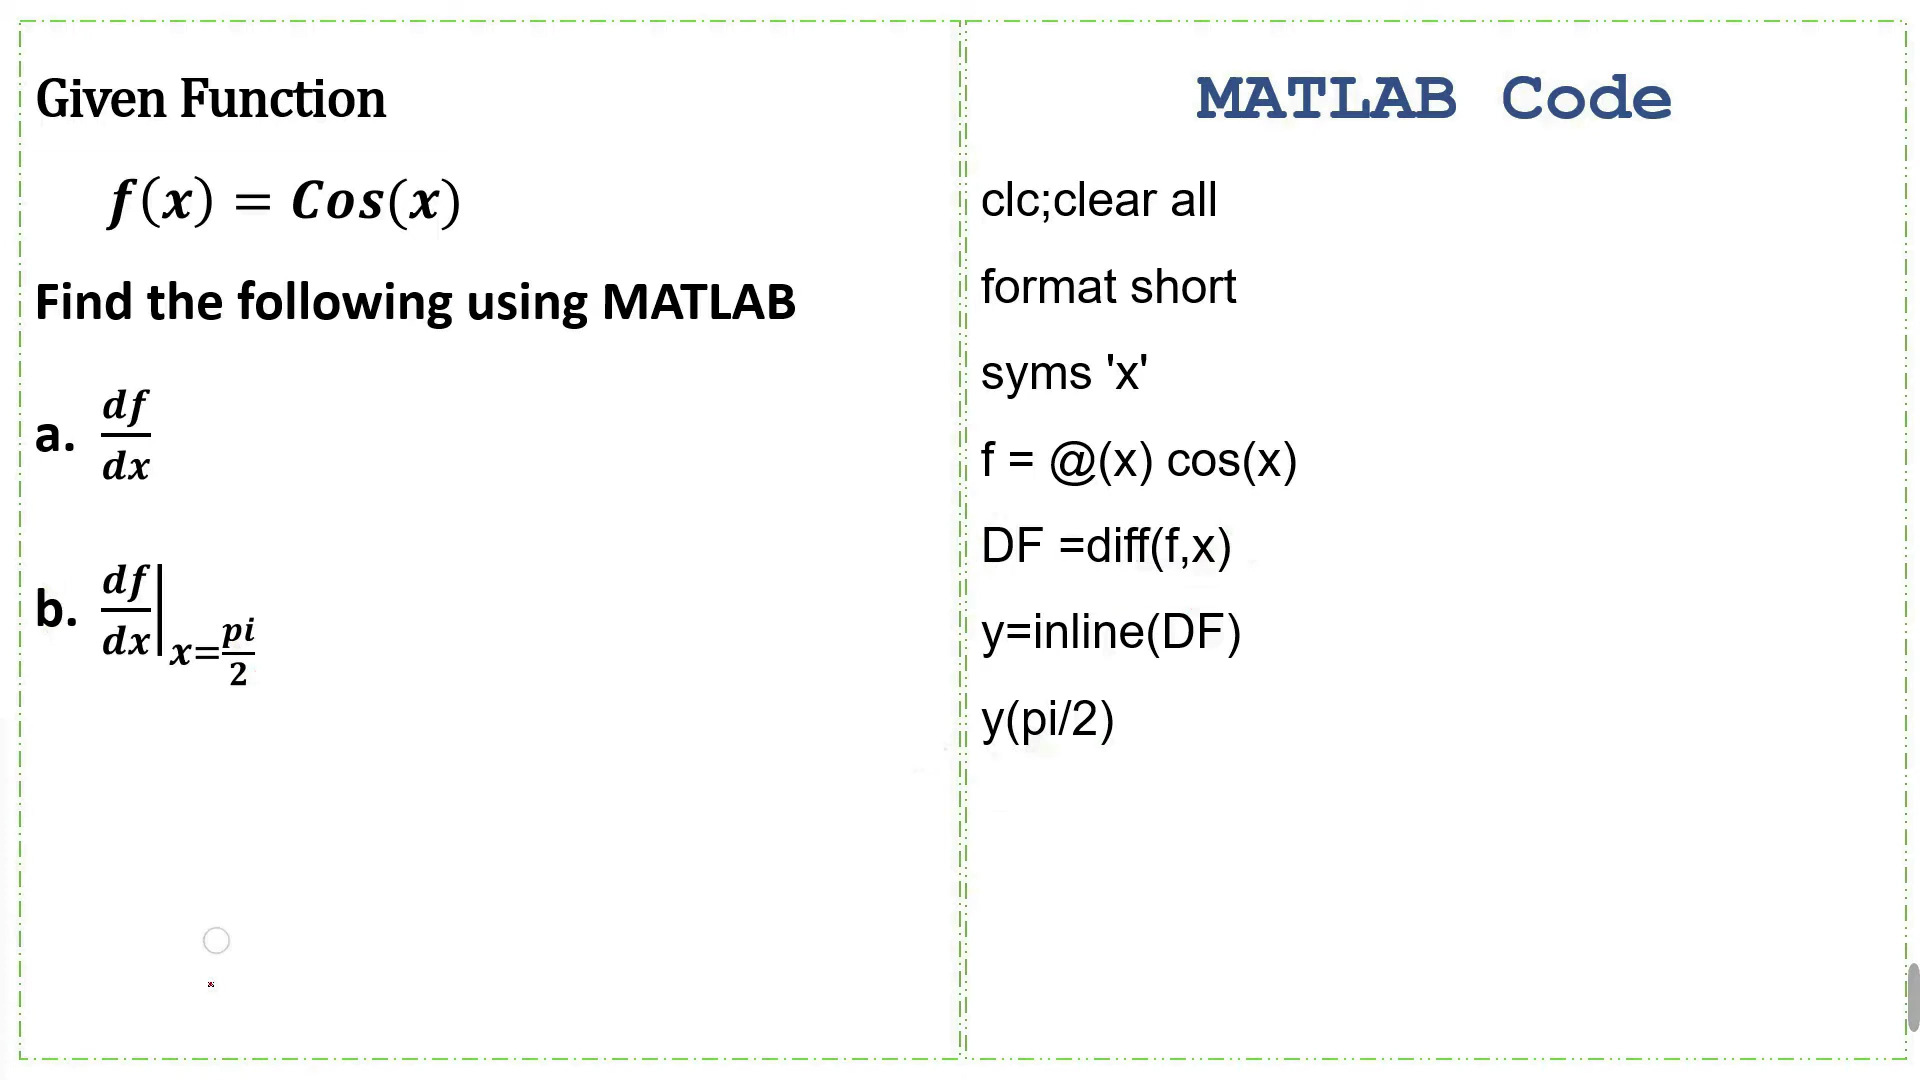 Given Function
f(x) = Cos(x)
Find the following using MATLAB
a. df/dx
b. df/dx|x=pi/2
MATLAB Code
clc;clear all
format short
syms 'x'
f = @(x) cos(x)
DF =diff(f,x)
y=inline(DF)
y(pi/2)